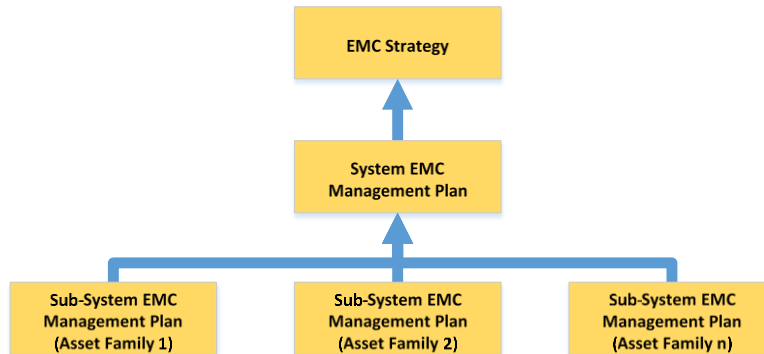 EMC Strategy
System EMC
Management Plan
Sub-System EMC
Management Plan
(Asset Family 1)
Sub-System EMC
Management Plan
(Asset Family 2)
Sub-System EMC
Management Plan
(Asset Family n)